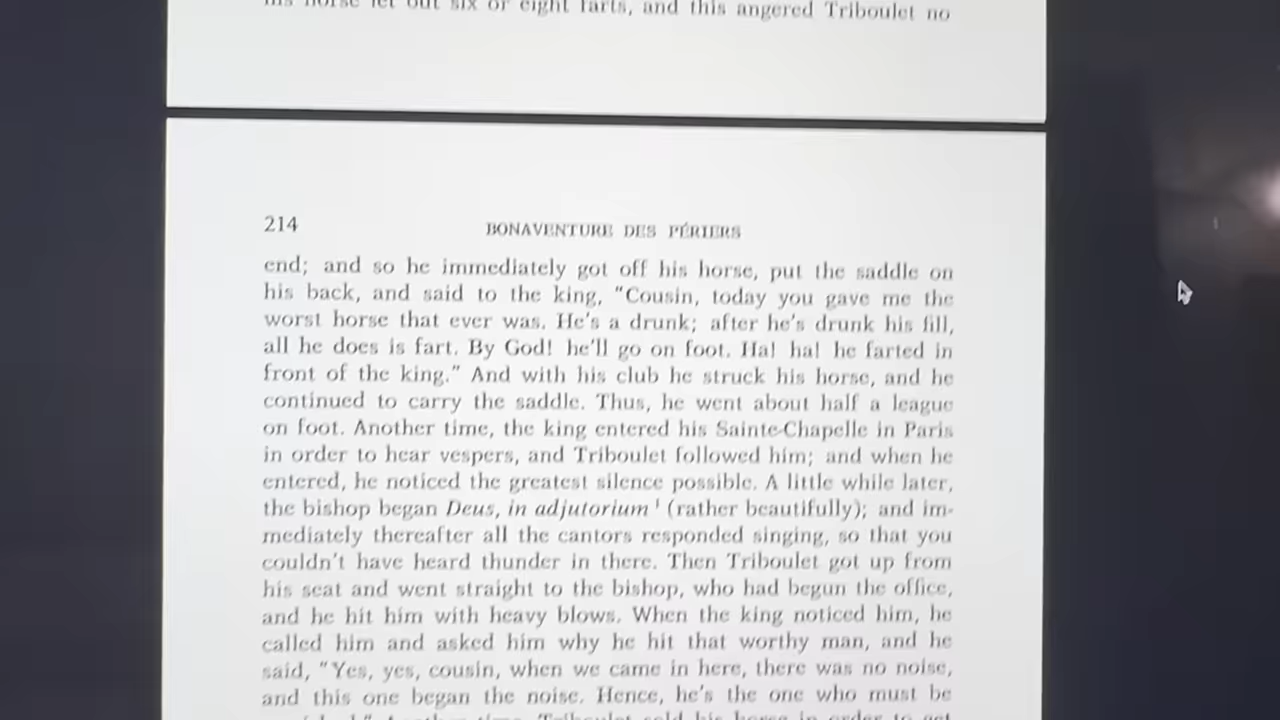 his horse let out six or eight farts, and this angered Triboulet no
214
BONAVENTURE DES PÉRIERS
end; and so he immediately got off his horse, put the saddle on
his back, and said to the king, "Cousin, today you gave me the
worst horse that ever was. He's a drunk; after he's drunk his fill,
all he does is fart. By God! he'll go on foot. Ha! ha! he farted in
front of the king." And with his club he struck his horse, and he
continued to carry the saddle. Thus, he went about half a league
on foot. Another time, the king entered his Sainte-Chapelle in Paris
in order to hear vespers, and Triboulet followed him; and when he
entered, he noticed the greatest silence possible. A little while later,
the bishop began Deus, in adjutorium ¹ (rather beautifully); and im-
mediately thereafter all the cantors responded singing, so that you
couldn't have heard thunder in there. Then Triboulet got up from
his seat and went straight to the bishop, who had begun the office,
and he hit him with heavy blows. When the king noticed him, he
called him and asked him why he hit that worthy man, and he
said, "Yes, yes, cousin, when we came in here, there was no noise,
and this one began the noise. Hence, he's the one who must be
Another time, Triboulet sold his horse in order to get